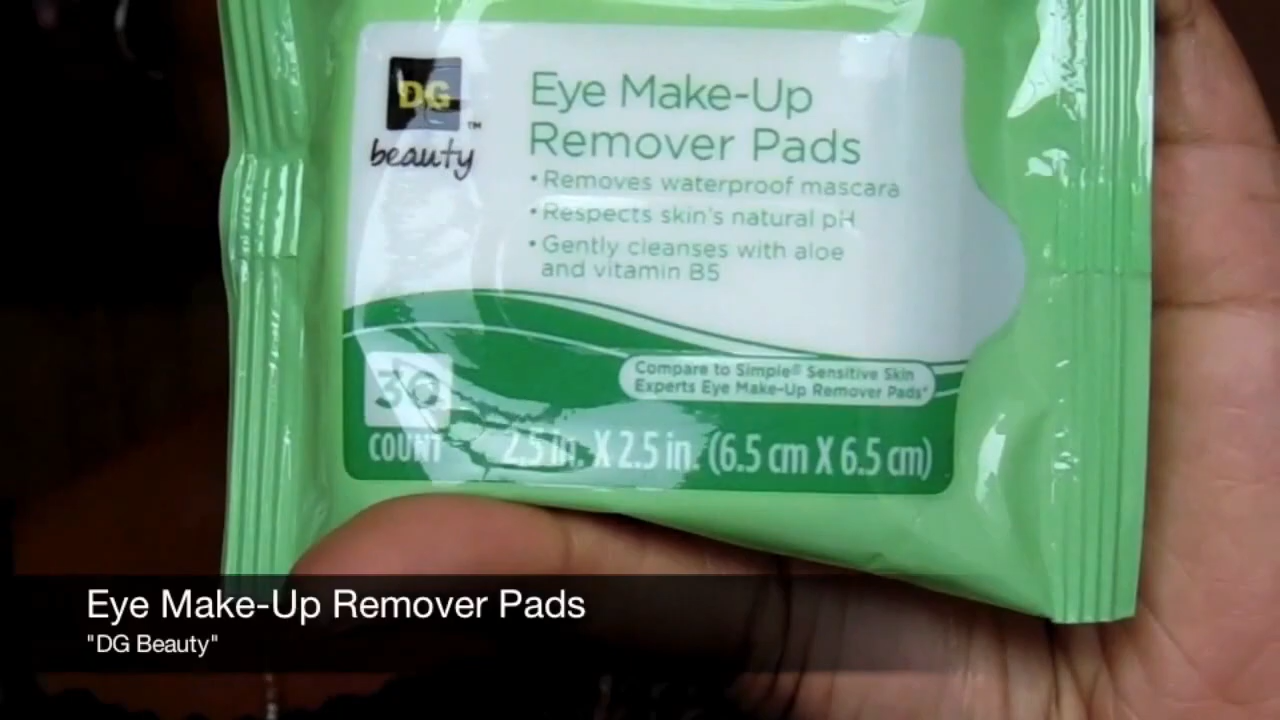 DG
™
beauty
Eye Make-Up
Remover Pads
• Removes waterproof mascara
• Respects skin's natural pH
• Gently cleanses with aloe
and vitamin B5
Compare to Simple® Sensitive Skin
Experts Eye Make-Up Remover Pads*
30
COUNT
2.5 in. X 2.5 in. (6.5 cm X 6.5 cm)
Eye Make-Up Remover Pads
"DG Beauty"